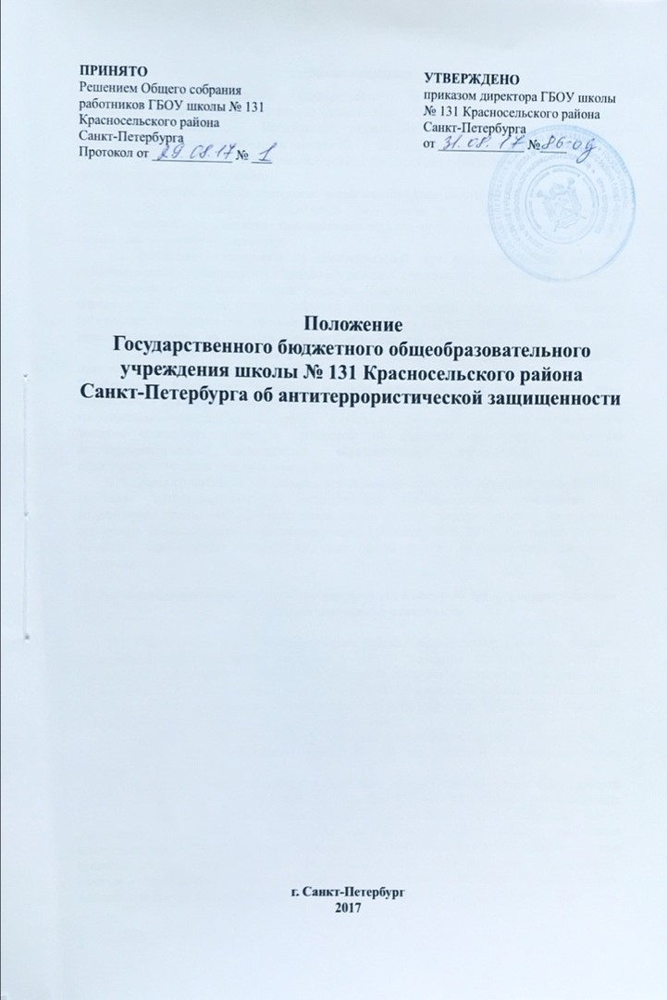 ПРИНЯТО
Решением Общего собрания
работников ГБОУ школы № 131
Красносельского района
Санкт-Петербурга
Протокол от 29.08.17 № 1
УТВЕРЖДЕНО
приказом директора ГБОУ школы
№ 131 Красносельского района
Санкт-Петербурга
от 31.08.17 № 86-од
Положение
Государственного бюджетного общеобразовательного
учреждения школы № 131 Красносельского района
Санкт-Петербурга об антитеррористической защищенности
г. Санкт-Петербург
2017